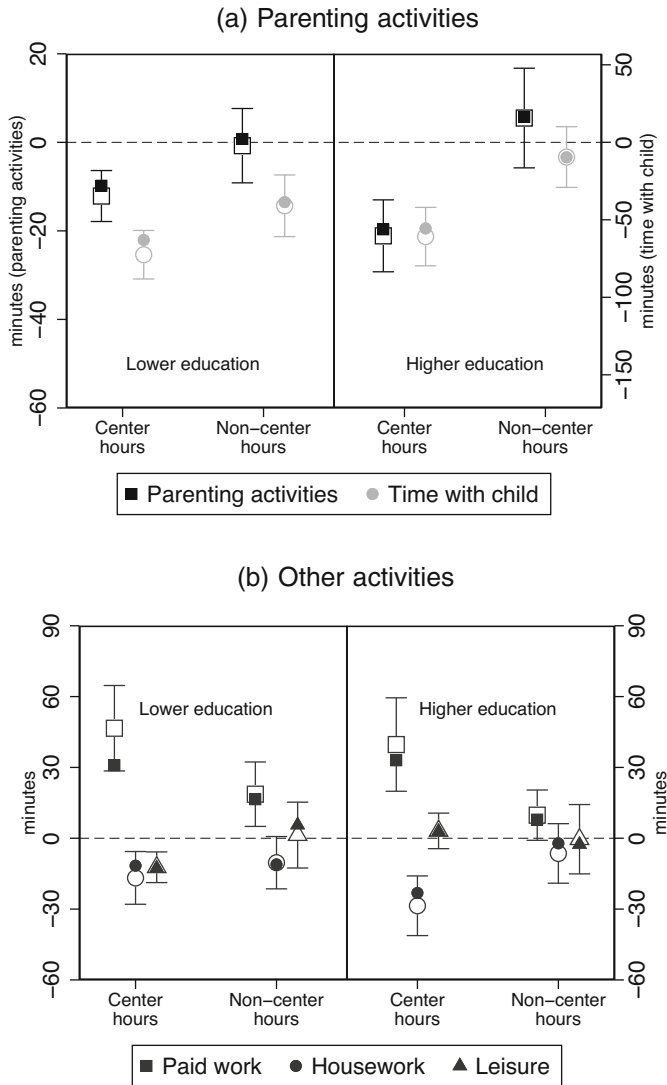 (a) Parenting activities
20
0
−20
−40
−60
minutes (parenting activities)
50
0
−50
−100
−150
minutes (time with child)
Lower education
Higher education
Center
hours
Non−center
hours
Center
hours
Non−center
hours
Parenting activities
Time with child
(b) Other activities
90
60
30
0
−30
−60
minutes
90
60
30
0
−30
−60
minutes
Lower education
Higher education
Center
hours
Non−center
hours
Center
hours
Non−center
hours
Paid work
Housework
Leisure